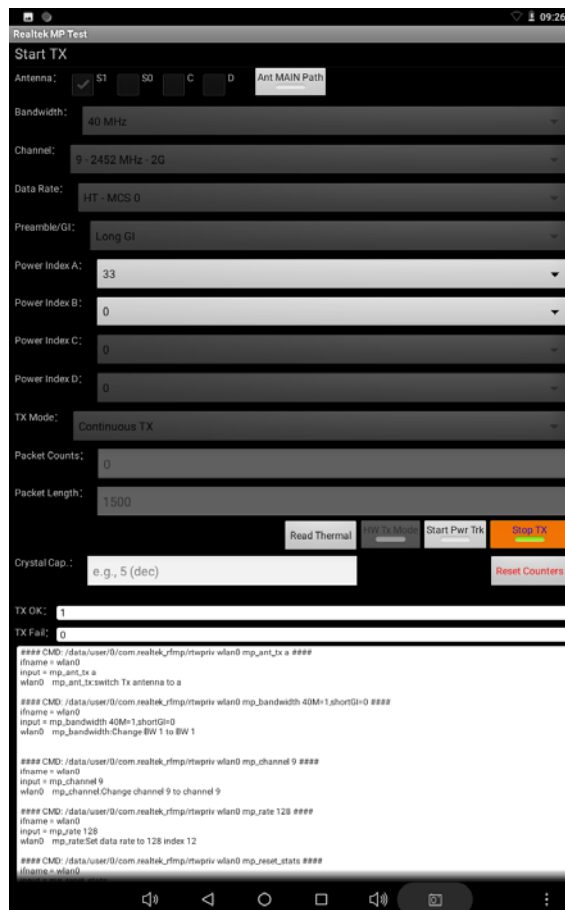 09:26
Realtek MP Test
Start TX
Antenna: S1 S0 C D Ant MAIN Path
Bandwidth: 40 MHz
Channel: 9 - 2452 MHz - 2G
Data Rate: HT - MCS 0
Preamble/GI: Long GI
Power Index A: 33
Power Index B: 0
Power Index C: 0
Power Index D: 0
TX Mode: Continuous TX
Packet Counts: 0
Packet Length: 1500
Read Thermal HW Tx Mode Start Pwr Trk Stop TX
Crystal Cap.: e.g., 5 (dec) Reset Counters
TX OK: 1
TX Fail: 0
#### CMD: /data/user/0/com.realtek_rfmp/rtwpriv wlan0 mp_ant_tx a ####
ifname = wlan0
input = mp_ant_tx a
wlan0 mp_ant_tx:switch Tx antenna to a
#### CMD: /data/user/0/com.realtek_rfmp/rtwpriv wlan0 mp_bandwidth 40M=1,shortGI=0 ####
ifname = wlan0
input = mp_bandwidth 40M=1,shortGI=0
wlan0 mp_bandwidth:Change BW 1 to BW 1
#### CMD: /data/user/0/com.realtek_rfmp/rtwpriv wlan0 mp_channel 9 ####
ifname = wlan0
input = mp_channel 9
wlan0 mp_channel:Change channel 9 to channel 9
#### CMD: /data/user/0/com.realtek_rfmp/rtwpriv wlan0 mp_rate 128 ####
ifname = wlan0
input = mp_rate 128
wlan0 mp_rate:Set data rate to 128 index 12
#### CMD: /data/user/0/com.realtek_rfmp/rtwpriv wlan0 mp_reset_stats ####
ifname = wlan0